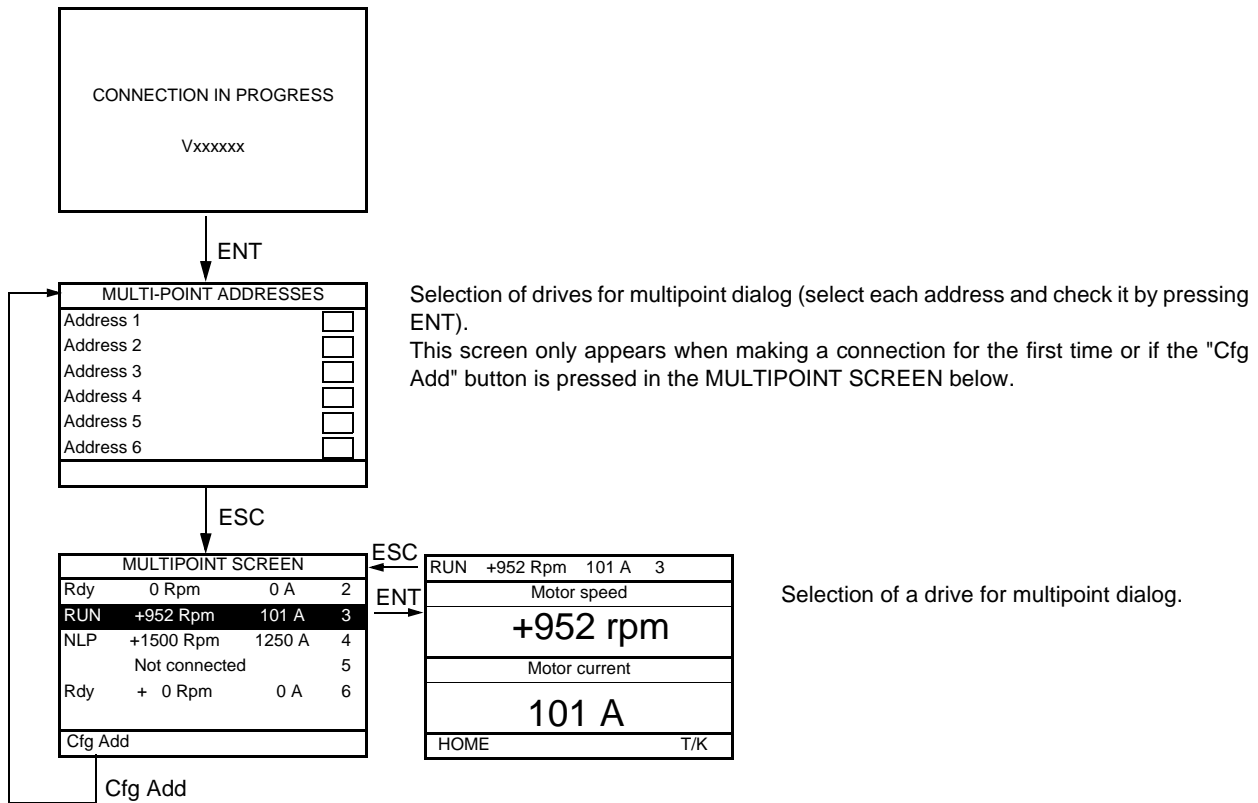 CONNECTION IN PROGRESS
Vxxxxxx
ENT
MULTI-POINT ADDRESSES
Address 1
Address 2
Address 3
Address 4
Address 5
Address 6
Selection of drives for multipoint dialog (select each address and check it by pressing
ENT).
This screen only appears when making a connection for the first time or if the "Cfg
Add" button is pressed in the MULTIPOINT SCREEN below.
ESC
MULTIPOINT SCREEN
Rdy 0 Rpm 0 A 2
RUN +952 Rpm 101 A 3
NLP +1500 Rpm 1250 A 4
Not connected 5
Rdy + 0 Rpm 0 A 6
Cfg Add
ESC
ENT
RUN +952 Rpm 101 A 3
Motor speed
+952 rpm
Motor current
101 A
HOME T/K
Selection of a drive for multipoint dialog.
Cfg Add